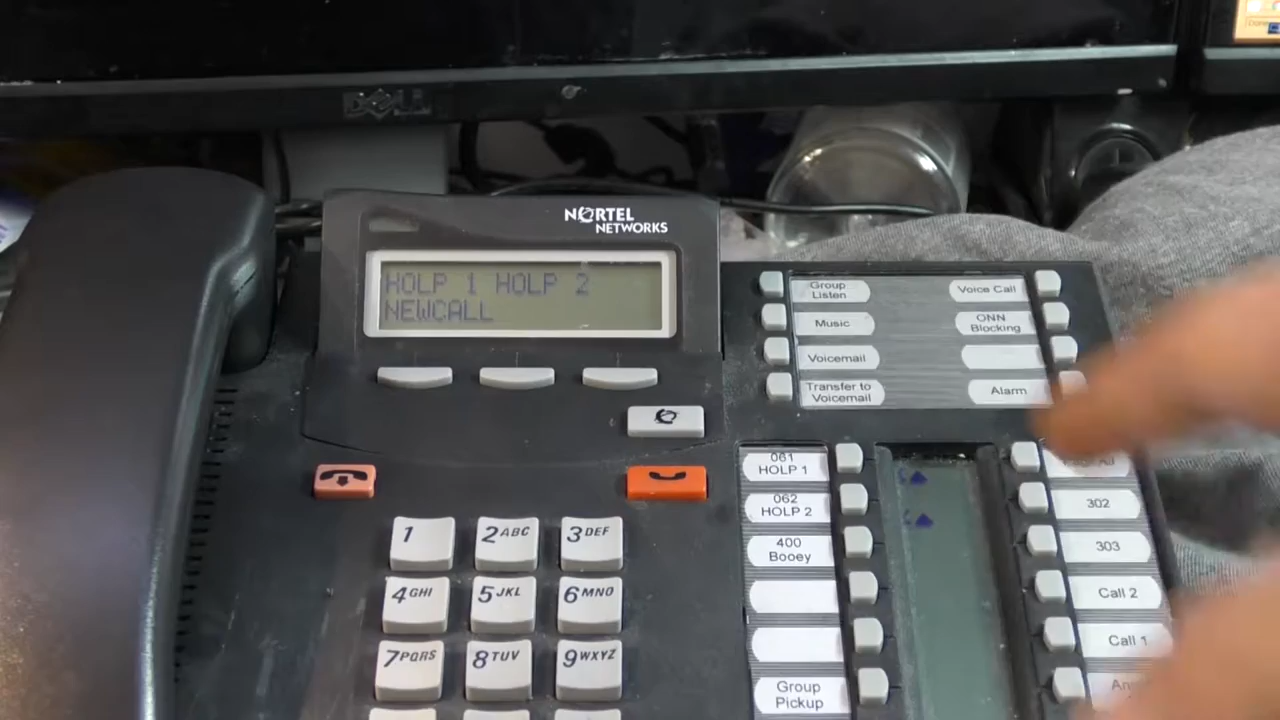 DELL
NORTEL
NETWORKS
HOLP 1 HOLP 2
NEWCALL
Group
Listen
Voice Call
Music
ONN
Blocking
Voicemail
Transfer to
Voicemail
Alarm
061
HOLP 1
062
HOLP 2
302
400
Booey
303
Call 2
Call 1
Group
Pickup
1
2ABC
3DEF
4GHI
5JKL
6MNO
7PQRS
8TUV
9WXYZ